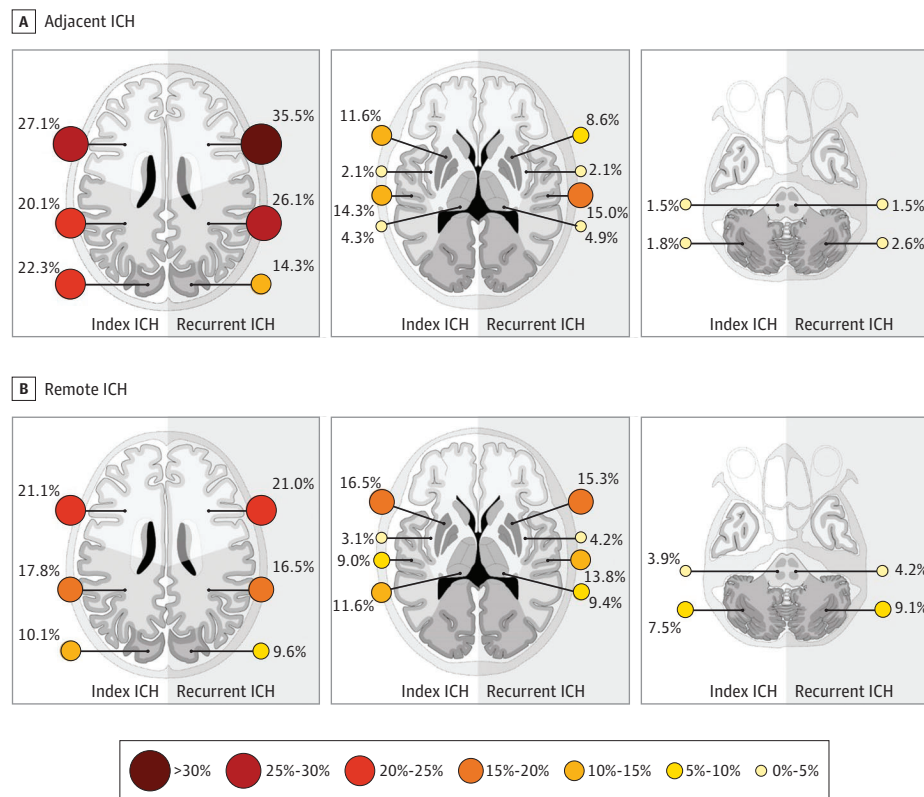 A Adjacent ICH
27.1% 35.5%
20.1% 26.1%
22.3% 14.3%
Index ICH Recurrent ICH
11.6% 8.6%
2.1% 2.1%
14.3% 15.0%
4.3% 4.9%
Index ICH Recurrent ICH
1.5% 1.5%
1.8% 2.6%
Index ICH Recurrent ICH
B Remote ICH
21.1% 21.0%
17.8% 16.5%
10.1% 9.6%
Index ICH Recurrent ICH
16.5% 15.3%
3.1% 4.2%
9.0% 13.8%
11.6% 9.4%
Index ICH Recurrent ICH
3.9% 4.2%
7.5% 9.1%
Index ICH Recurrent ICH
>30% 25%-30% 20%-25% 15%-20% 10%-15% 5%-10% 0%-5%